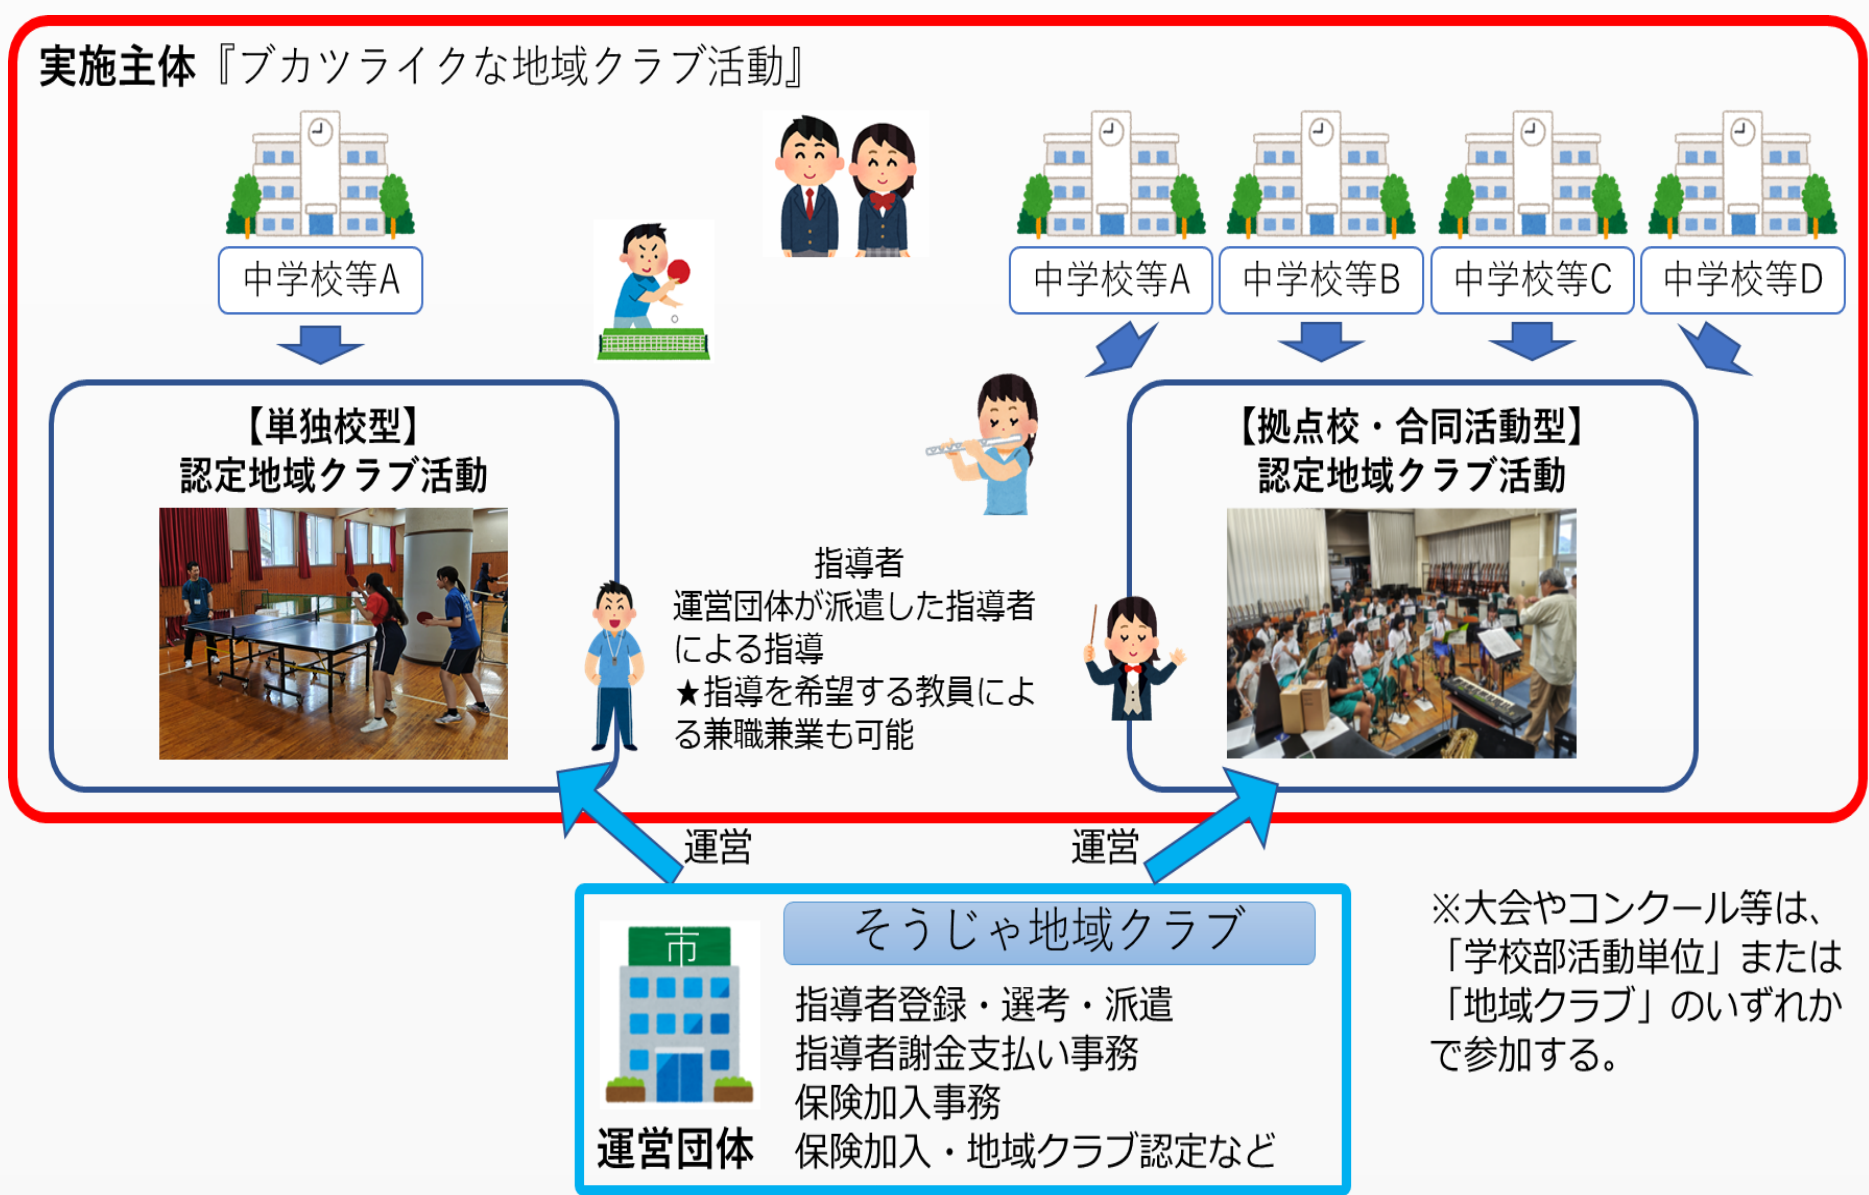 実施主体『ブカツライクな地域クラブ活動』
中学校等A
中学校等A
中学校等B
中学校等C
中学校等D
【単独校型】
認定地域クラブ活動
【拠点校・合同活動型】
認定地域クラブ活動
指導者
運営団体が派遣した指導者
による指導
★指導を希望する教員によ
る兼職兼業も可能
運営
運営
市
運営団体
そうじゃ地域クラブ
指導者登録・選考・派遣
指導者謝金支払い事務
保険加入事務
保険加入・地域クラブ認定など
※大会やコンクール等は、
「学校部活動単位」または
「地域クラブ」のいずれか
で参加する。